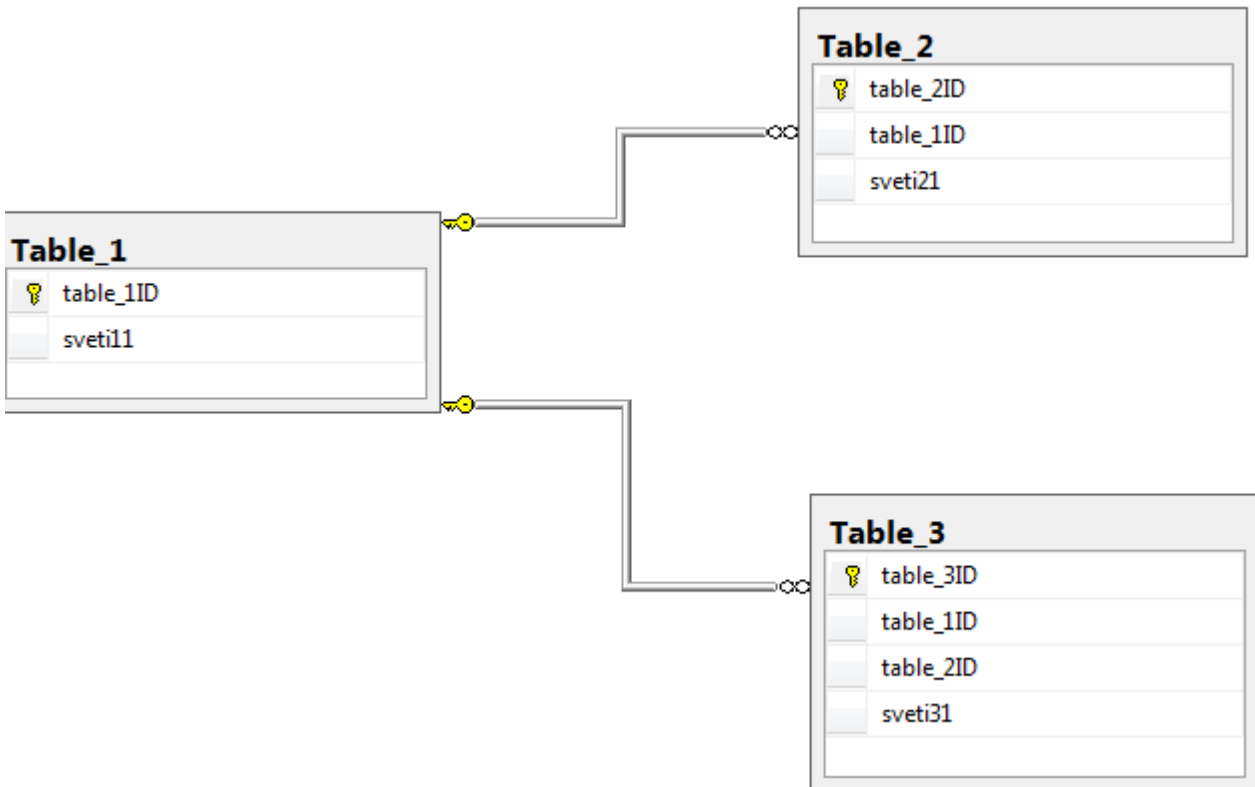 Table_2
table_2ID
table_1ID
sveti21
Table_1
table_1ID
sveti11
Table_3
table_3ID
table_1ID
table_2ID
sveti31